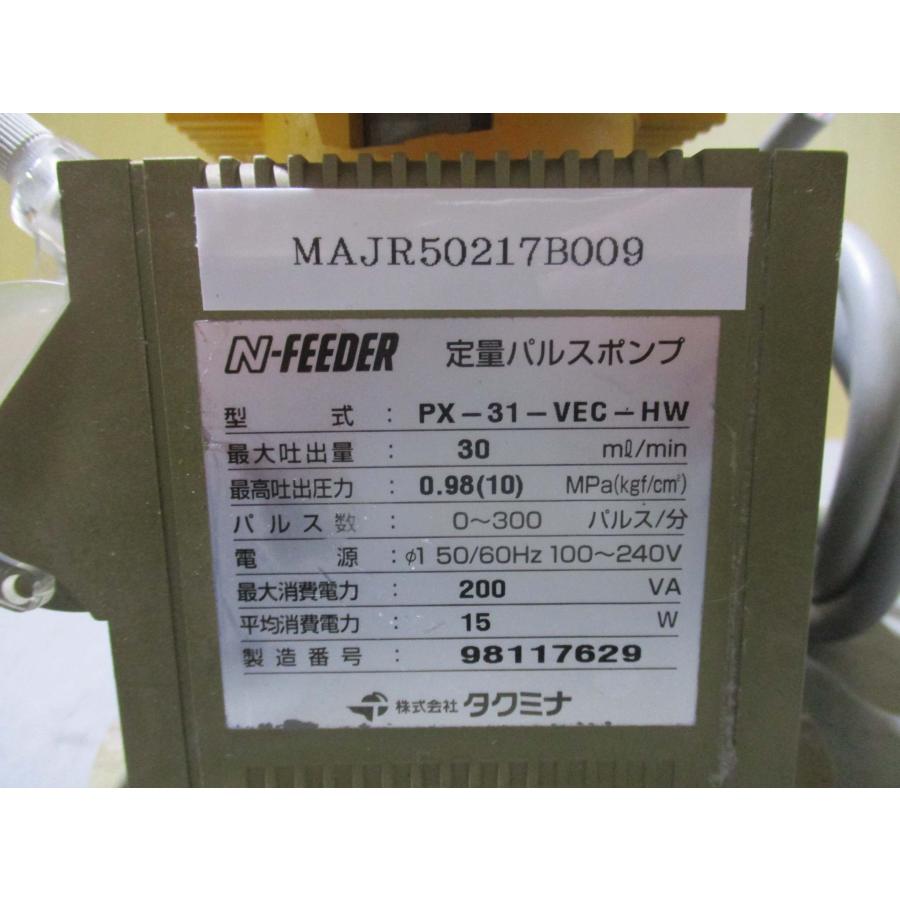 MAJR50217B009
N-FEEDER 定量パルスポンプ
型式 : PX-31-VEC-HW
最大吐出量 : 30 mℓ/min
最高吐出圧力 : 0.98(10) MPa(kgf/cm²)
パルス数 : 0~300 パルス/分
電源 : φ1 50/60Hz 100~240V
最大消費電力 : 200 VA
平均消費電力 : 15 W
製造番号 : 98117629
株式会社 タクミナ